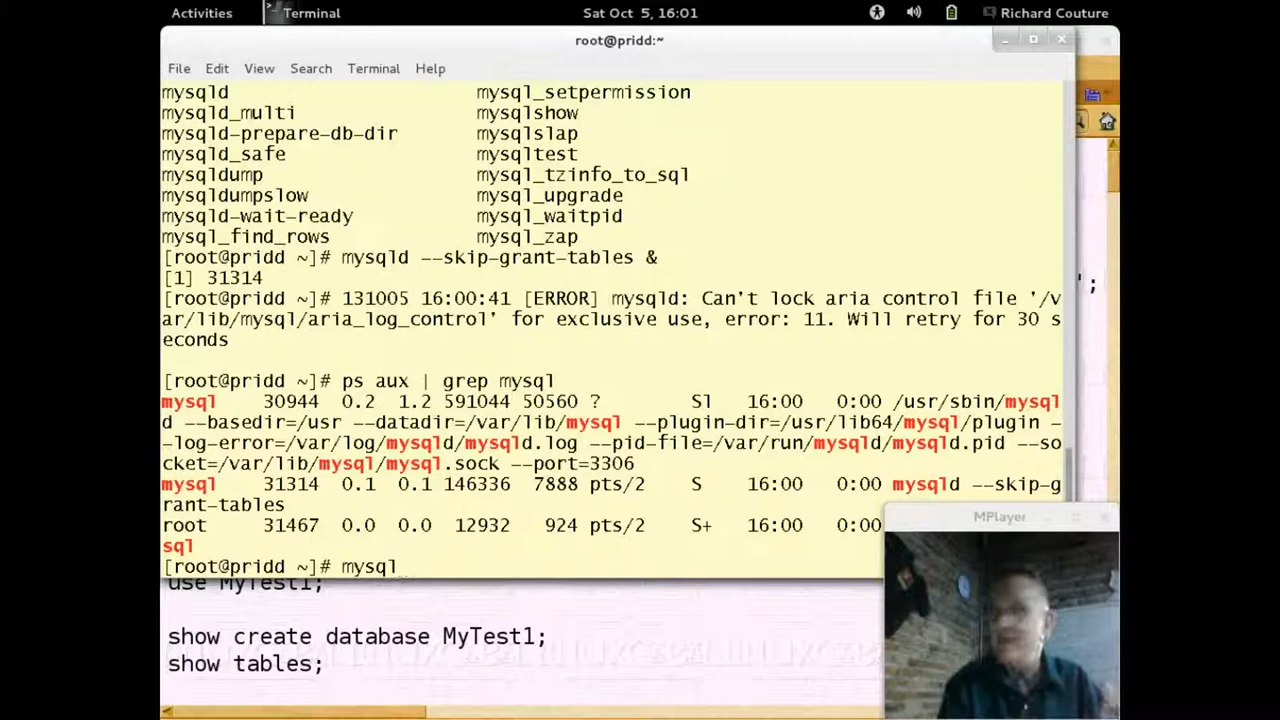 Activities Terminal Sat Oct 5, 16:01 Richard Couture
root@pridd:~
File Edit View Search Terminal Help
mysqld mysql_setpermission
mysqld_multi mysqlshow
mysqld-prepare-db-dir mysqlslap
mysqld_safe mysqltest
mysqldump mysql_tzinfo_to_sql
mysqldumpslow mysql_upgrade
mysqld-wait-ready mysql_waitpid
mysql_find_rows mysql_zap
[root@pridd ~]# mysqld --skip-grant-tables &
[1] 31314
[root@pridd ~]# 131005 16:00:41 [ERROR] mysqld: Can't lock aria control file '/v
ar/lib/mysql/aria_log_control' for exclusive use, error: 11. Will retry for 30 s
econds
[root@pridd ~]# ps aux | grep mysql
mysql 30944 0.2 1.2 591044 50560 ? Sl 16:00 0:00 /usr/sbin/mysql
d --basedir=/usr --datadir=/var/lib/mysql --plugin-dir=/usr/lib64/mysql/plugin -
-log-error=/var/log/mysqld/mysqld.log --pid-file=/var/run/mysqld/mysqld.pid --so
cket=/var/lib/mysql/mysql.sock --port=3306
mysql 31314 0.1 0.1 146336 7888 pts/2 S 16:00 0:00 mysqld --skip-g
rant-tables
root 31467 0.0 0.0 12932 924 pts/2 S+ 16:00 0:00
sql
[root@pridd ~]# mysql
';
MPlayer
use MyTest1;
show create database MyTest1;
show tables;